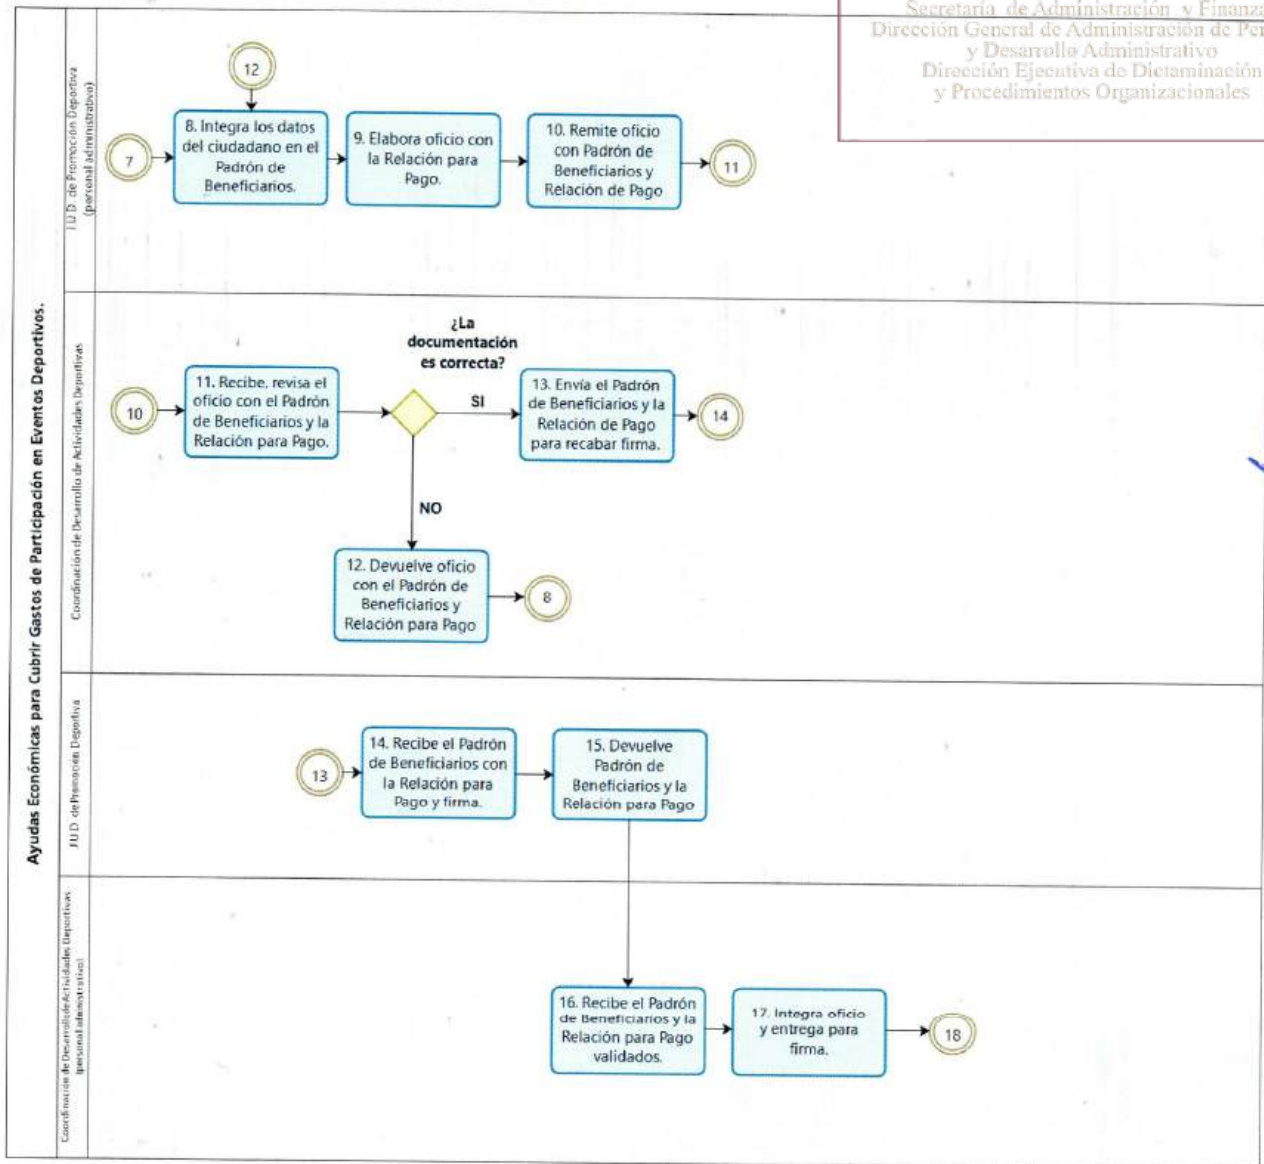 Secretaría de Administración y Finanza
Dirección General de Administración de Per
y Desarrollo Administrativo
Dirección Ejecutiva de Dictaminación
y Procedimientos Organizacionales
Ayudas Económicas para Cubrir Gastos de Participación en Eventos Deportivos.
J.U.D. de Promoción Deportiva
(personal administrativo)
12
7
8. Integra los datos
del ciudadano en el
Padrón de
Beneficiarios.
9. Elabora oficio con
la Relación para
Pago.
10. Remite oficio
con Padrón de
Beneficiarios y
Relación de Pago
11
Coordinación de Desarrollo de Actividades Deportivas
10
11. Recibe, revisa el
oficio con el Padrón
de Beneficiarios y la
Relación para Pago.
¿La
documentación
es correcta?
SI
13. Envía el Padrón
de Beneficiarios y la
Relación de Pago
para recabar firma.
14
NO
12. Devuelve oficio
con el Padrón de
Beneficiarios y
Relación para Pago
8
J.U.D. de Promoción Deportiva
13
14. Recibe el Padrón
de Beneficiarios con
la Relación para
Pago y firma.
15. Devuelve
Padrón de
Beneficiarios y la
Relación para Pago
Coordinación de Desarrollo de Actividades Deportivas
(personal administrativo)
16. Recibe el Padrón
de Beneficiarios y la
Relación para Pago
validados.
17. Integra oficio
y entrega para
firma.
18